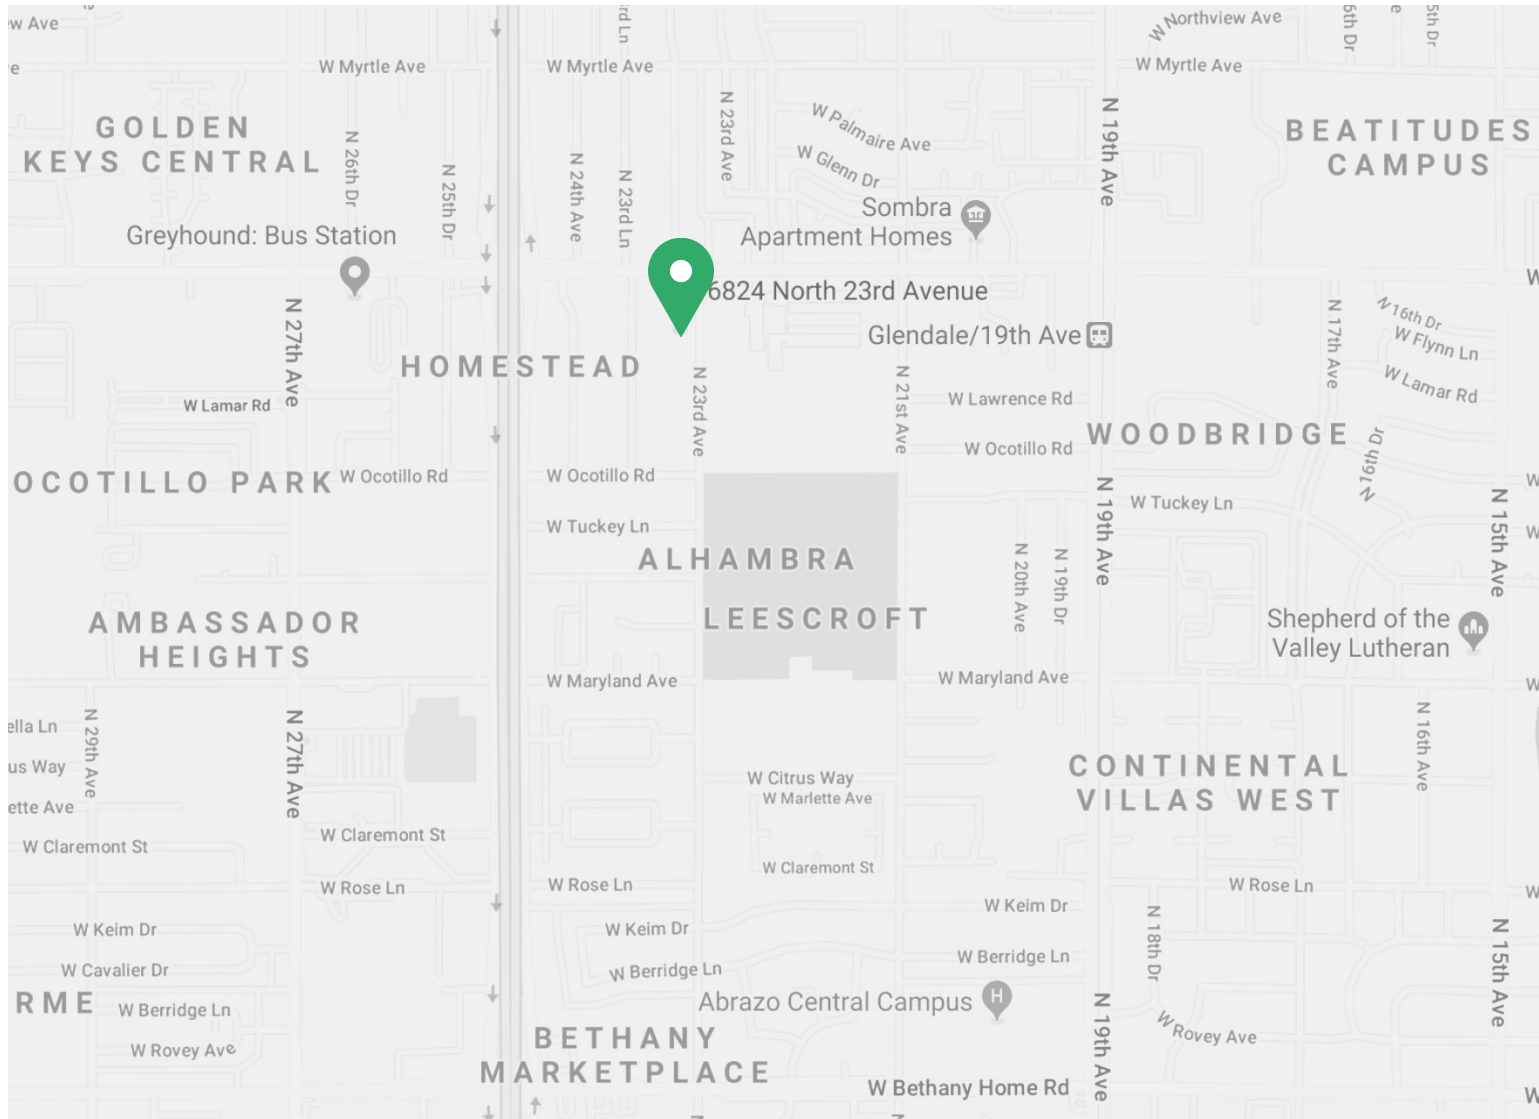 W Northview Ave
w Ave
rd Ln
5th Dr
5th Dr
W Myrtle Ave
W Myrtle Ave
W Myrtle Ave
e
N 23rd Ave
N 19th Ave
W Palmaire Ave
GOLDEN
KEYS CENTRAL
BEATITUDES
CAMPUS
N 26th Dr
N 25th Dr
N 24th Ave
N 23rd Ln
W Glenn Dr
Sombra
Apartment Homes
Greyhound: Bus Station
6824 North 23rd Avenue
W
N 27th Ave
N 17th Ave
N 16th Dr
W Flynn Ln
Glendale/19th Ave
HOMESTEAD
N 23rd Ave
N 21st Ave
W Lamar Rd
W Lamar Rd
W Lawrence Rd
WOODBRIDGE
N 16th Dr
W Ocotillo Rd
OCOTILLO PARK
W Ocotillo Rd
W Ocotillo Rd
W
N 19th Ave
N 15th Ave
W Tuckey Ln
W Tuckey Ln
W
ALHAMBRA
N 20th Ave
N 19th Dr
LEESCROFT
AMBASSADOR
HEIGHTS
Shepherd of the
Valley Lutheran
W Maryland Ave
W Maryland Ave
W
ella Ln
N 29th Ave
N 27th Ave
N 16th Ave
us Way
CONTINENTAL
VILLAS WEST
W Citrus Way
W Marlette Ave
ette Ave
W Claremont St
W Claremont St
W Claremont St
W Rose Ln
W Rose Ln
W Rose Ln
W
W Keim Dr
W Keim Dr
W Keim Dr
N 18th Dr
N 15th Ave
W Cavalier Dr
W Berridge Ln
W Berridge Ln
RME
W Berridge Ln
Abrazo Central Campus
H
N 19th Ave
W Rovey Ave
W Rovey Ave
BETHANY
MARKETPLACE
W Bethany Home Rd
W